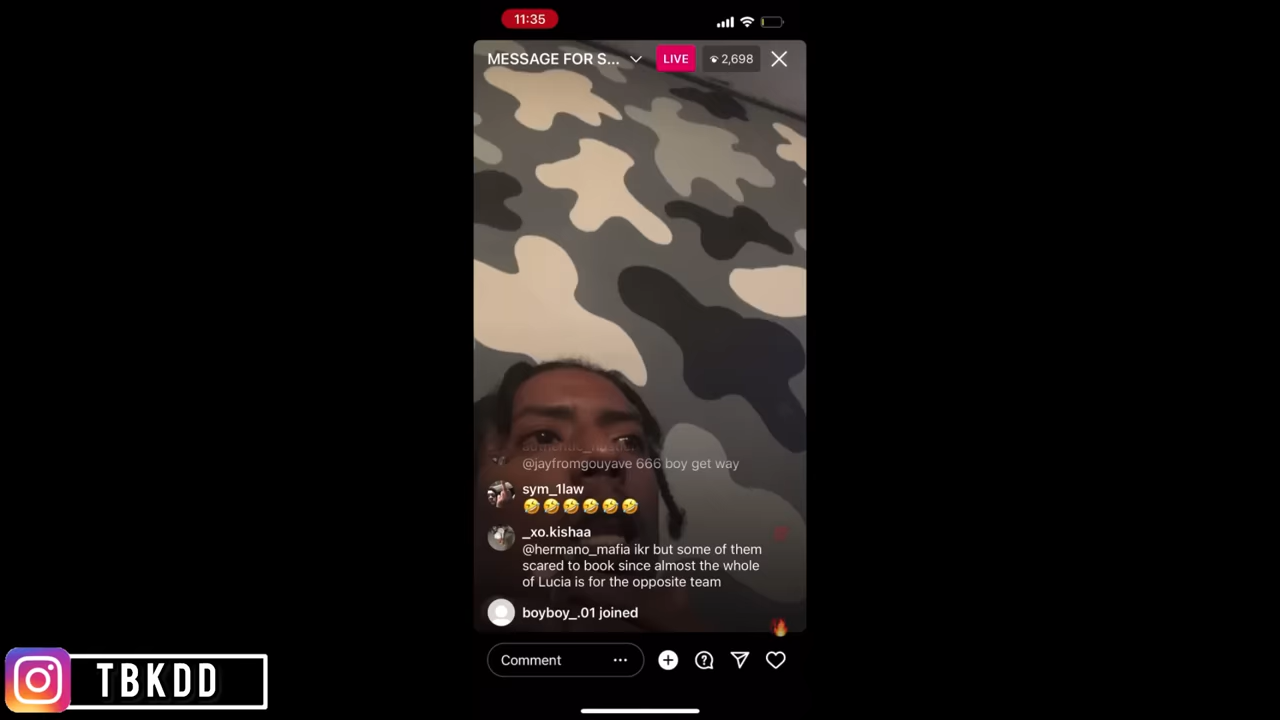 11:35
MESSAGE FOR S...
LIVE
2,698
@jayfromgouyave 666 boy get way
sym_1law
🤣🤣🤣🤣🤣🤣
_xo.kishaa
@hermano_mafia ikr but some of them
scared to book since almost the whole
of Lucia is for the opposite team
boyboy_.01 joined
Comment
TBKDD